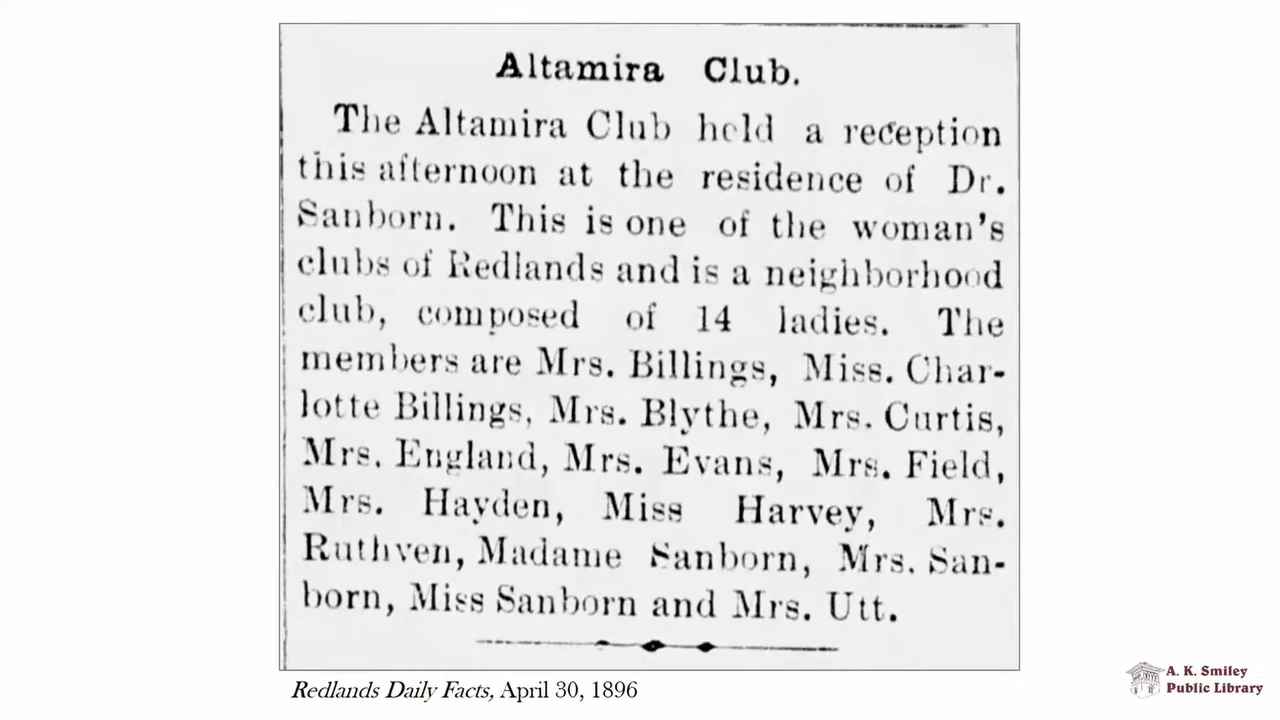 Altamira Club.
The Altamira Club held a reception
this afternoon at the residence of Dr.
Sanborn. This is one of the woman's
clubs of Redlands and is a neighborhood
club, composed of 14 ladies. The
members are Mrs. Billings, Miss. Char-
lotte Billings, Mrs. Blythe, Mrs. Curtis,
Mrs. England, Mrs. Evans, Mrs. Field,
Mrs. Hayden, Miss Harvey, Mrs.
Ruthven, Madame Sanborn, Mrs. San-
born, Miss Sanborn and Mrs. Utt.
Redlands Daily Facts, April 30, 1896
A. K. Smiley
Public Library